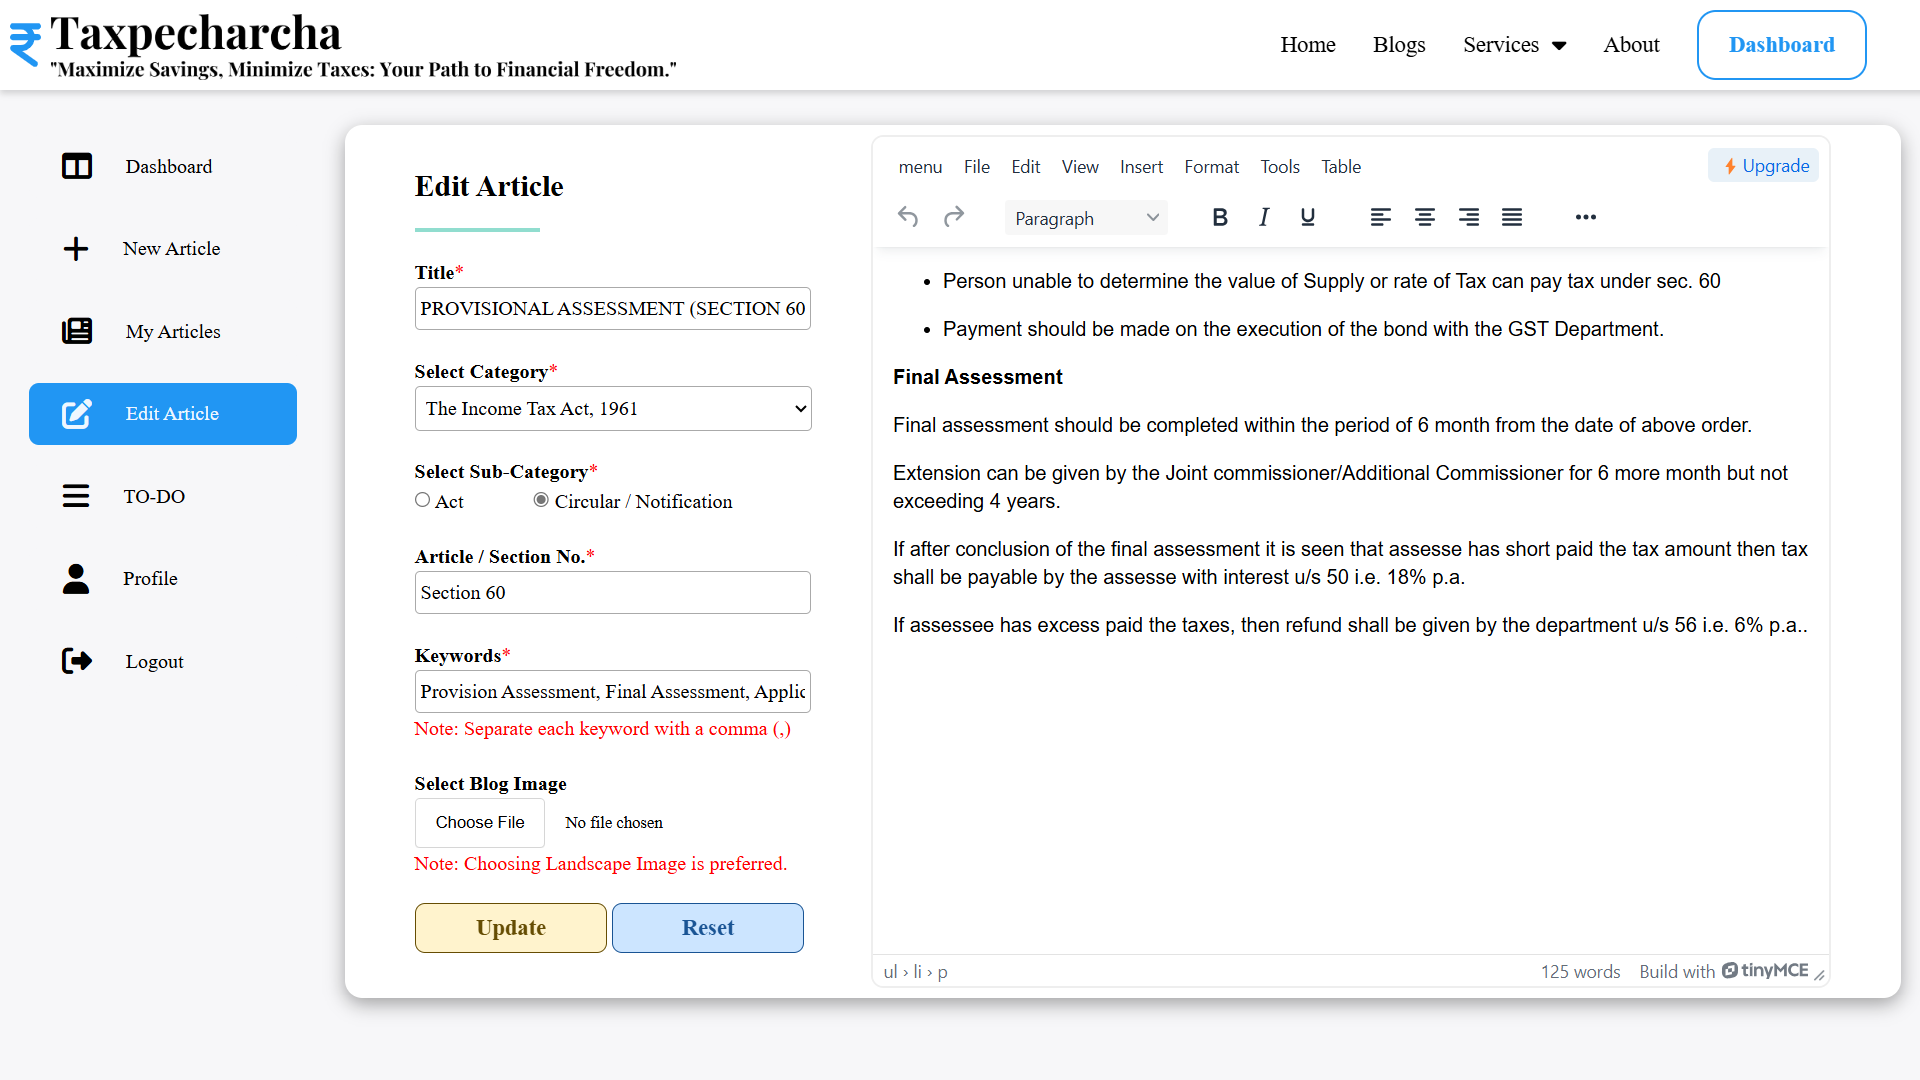 Taxpecharcha
"Maximize Savings, Minimize Taxes: Your Path to Financial Freedom."
Home
Blogs
Services
About
Dashboard
Dashboard
New Article
My Articles
Edit Article
TO-DO
Profile
Logout
Edit Article
Title*
PROVISIONAL ASSESSMENT (SECTION 60
Select Category*
The Income Tax Act, 1961
Select Sub-Category*
Act
Circular / Notification
Article / Section No.*
Section 60
Keywords*
Provision Assessment, Final Assessment, Applic
Note: Separate each keyword with a comma (,)
Select Blog Image
Choose File No file chosen
Note: Choosing Landscape Image is preferred.
Update
Reset
menu File Edit View Insert Format Tools Table
Upgrade
Paragraph
B I U
• Person unable to determine the value of Supply or rate of Tax can pay tax under sec. 60
• Payment should be made on the execution of the bond with the GST Department.
Final Assessment
Final assessment should be completed within the period of 6 month from the date of above order.
Extension can be given by the Joint commissioner/Additional Commissioner for 6 more month but not
exceeding 4 years.
If after conclusion of the final assessment it is seen that assesse has short paid the tax amount then tax
shall be payable by the assesse with interest u/s 50 i.e. 18% p.a.
If assessee has excess paid the taxes, then refund shall be given by the department u/s 56 i.e. 6% p.a..
ul › li › p
125 words
Build with tinyMCE